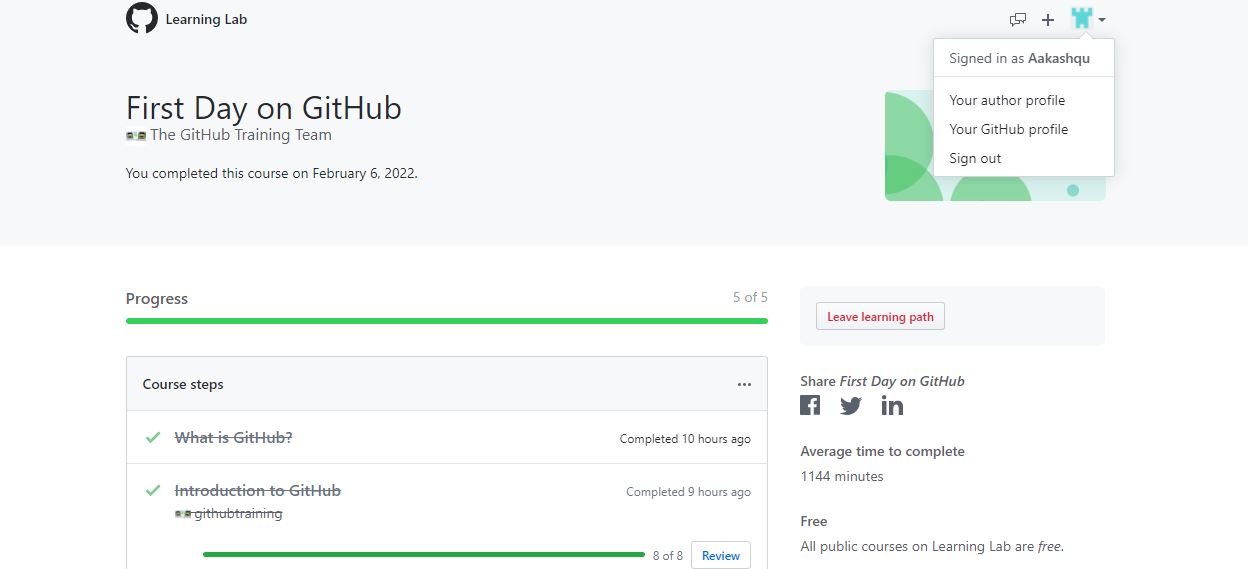 Learning Lab
Signed in as Aakashqu
Your author profile
Your GitHub profile
Sign out
First Day on GitHub
The GitHub Training Team
You completed this course on February 6, 2022.
Progress
5 of 5
Course steps
What is GitHub?
Completed 10 hours ago
Introduction to GitHub
Completed 9 hours ago
githubtraining
8 of 8
Review
Leave learning path
Share First Day on GitHub
Average time to complete
1144 minutes
Free
All public courses on Learning Lab are free.